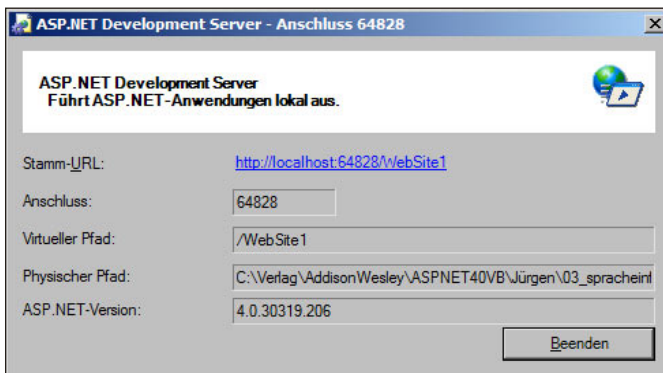 ASP.NET Development Server - Anschluss 64828
ASP.NET Development Server
Führt ASP.NET-Anwendungen lokal aus.
Stamm-URL: http://localhost:64828/WebSite1
Anschluss: 64828
Virtueller Pfad: /WebSite1
Physischer Pfad: C:\Verlag\AddisonWesley\ASPNET40VB\Jürgen\03_spracheinf
ASP.NET-Version: 4.0.30319.206
Beenden